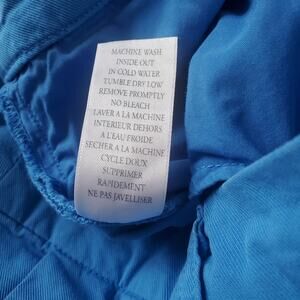 MACHINE WASH
INSIDE OUT
IN COLD WATER
TUMBLE DRY LOW
REMOVE PROMPTLY
NO BLEACH
LAVER A LA MACHINE
INTERIEUR DEHORS
A L'EAU FROIDE
SECHER A LA MACHINE
CYCLE DOUX
SUPPRIMER
RAPIDEMENT
NE PAS JAVELLISER